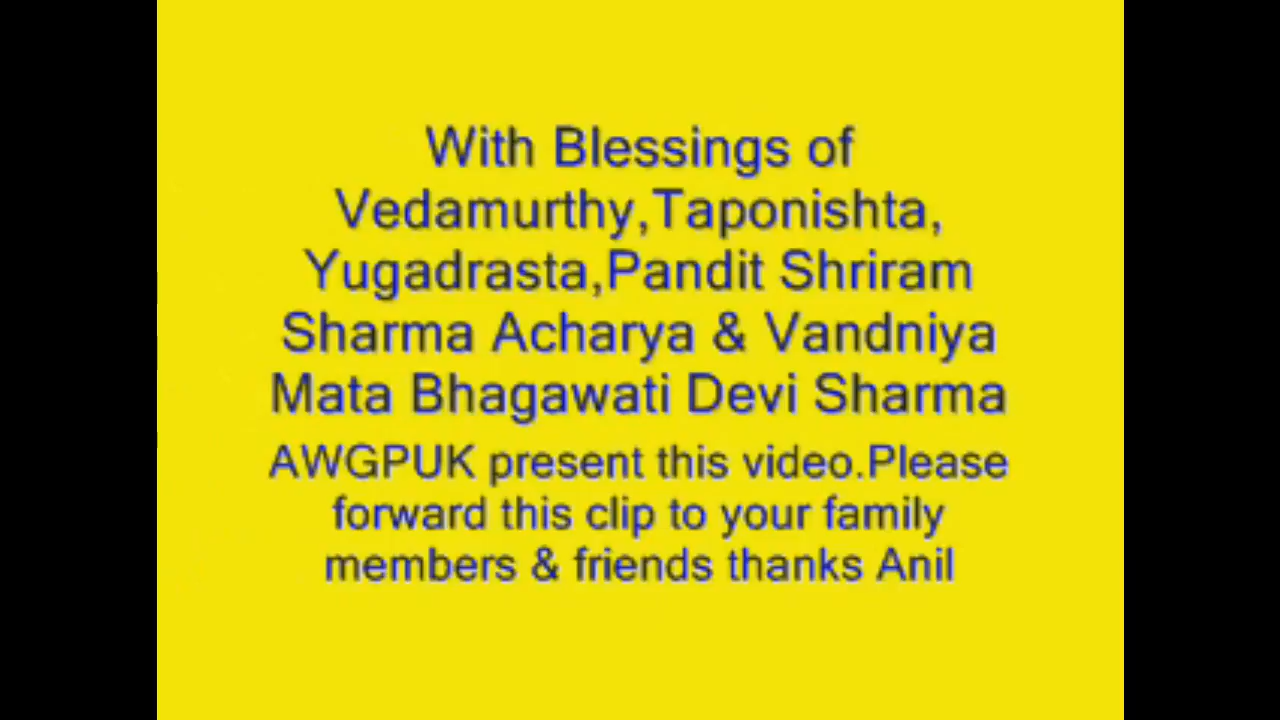 With Blessings of
Vedamurthy,Taponishta,
Yugadrasta,Pandit Shriram
Sharma Acharya & Vandniya
Mata Bhagawati Devi Sharma
AWGPUK present this video.Please
forward this clip to your family
members & friends thanks Anil